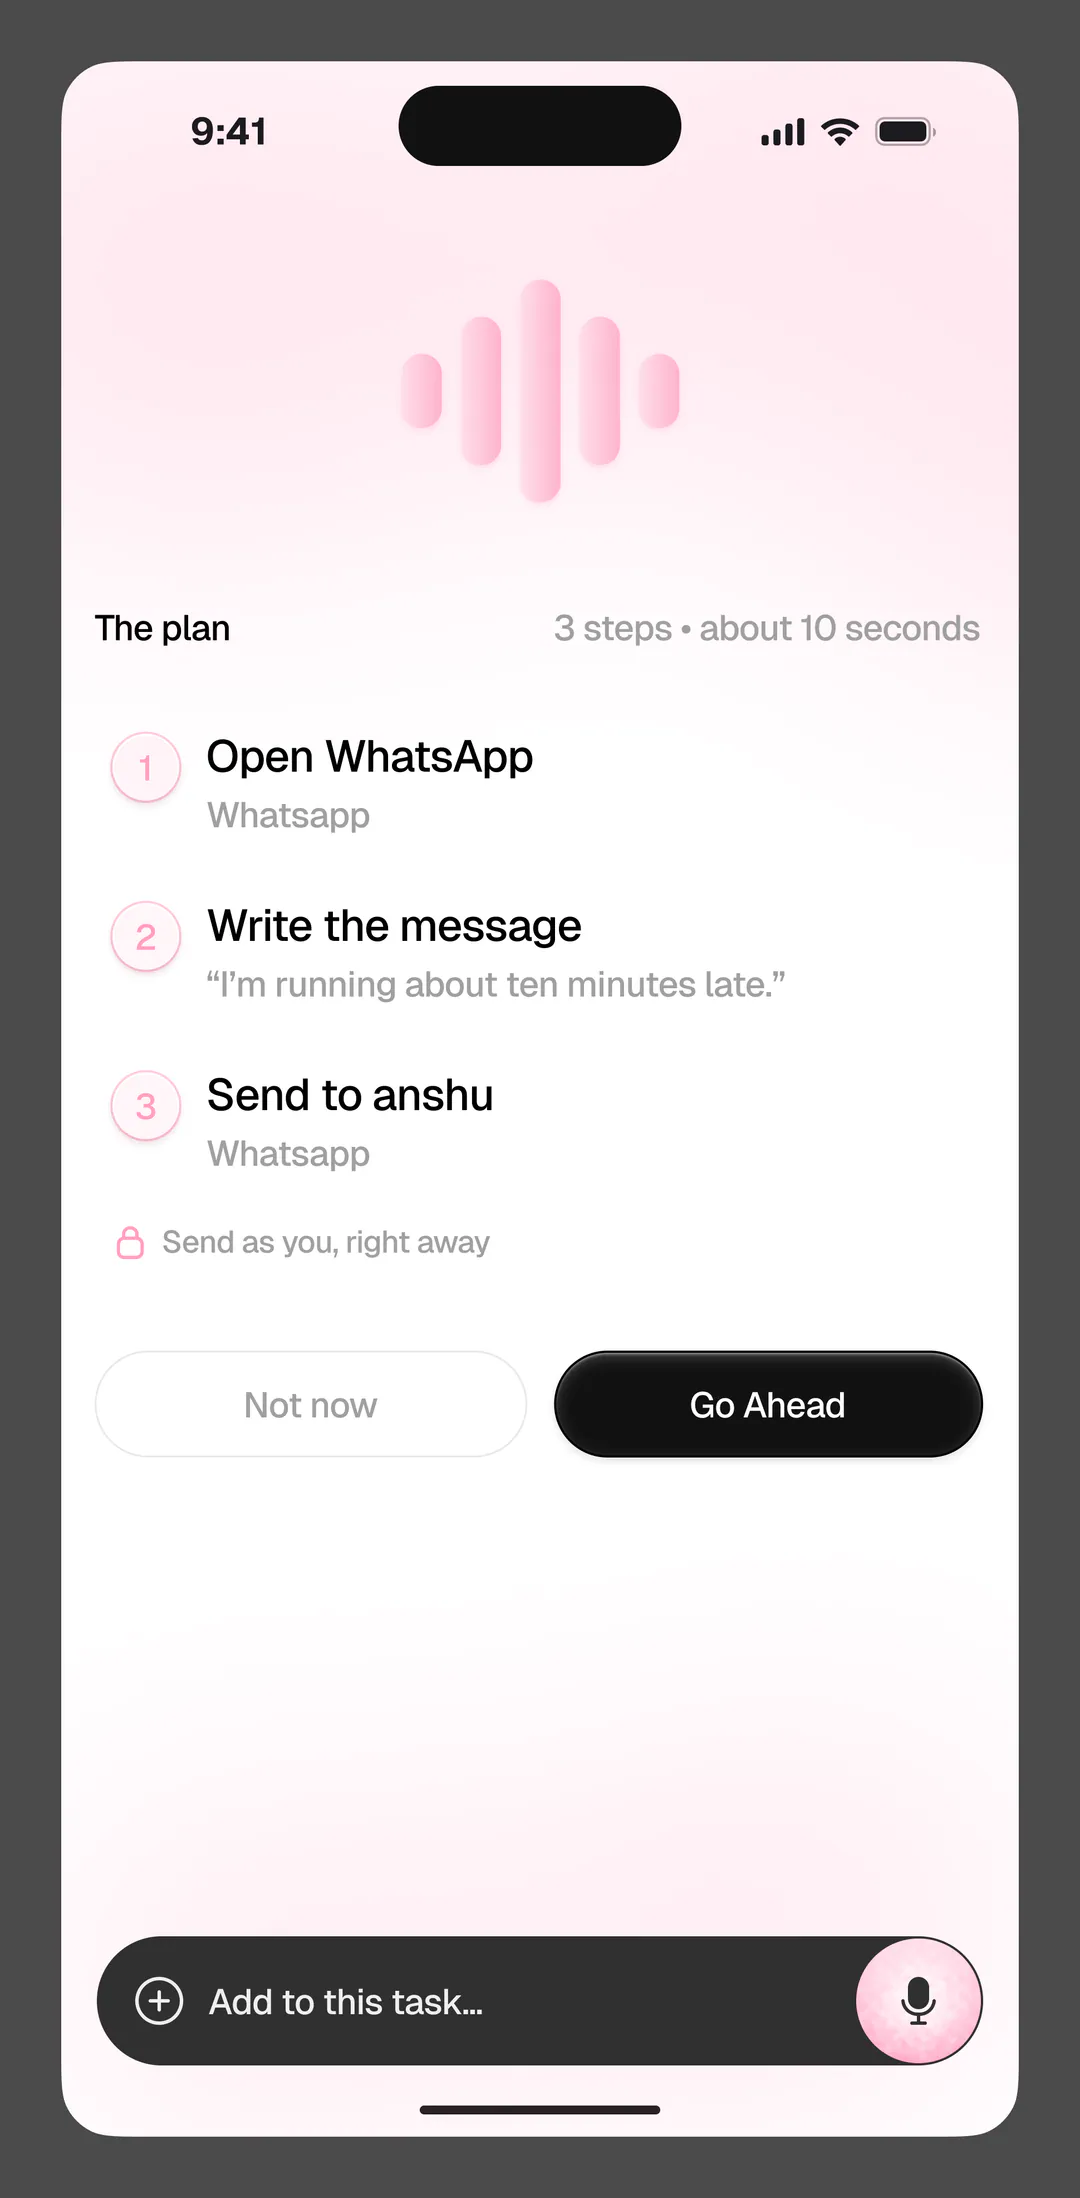 9:41
The plan
3 steps • about 10 seconds
1
Open WhatsApp
Whatsapp
2
Write the message
“I’m running about ten minutes late.”
3
Send to anshu
Whatsapp
Send as you, right away
Not now
Go Ahead
Add to this task...